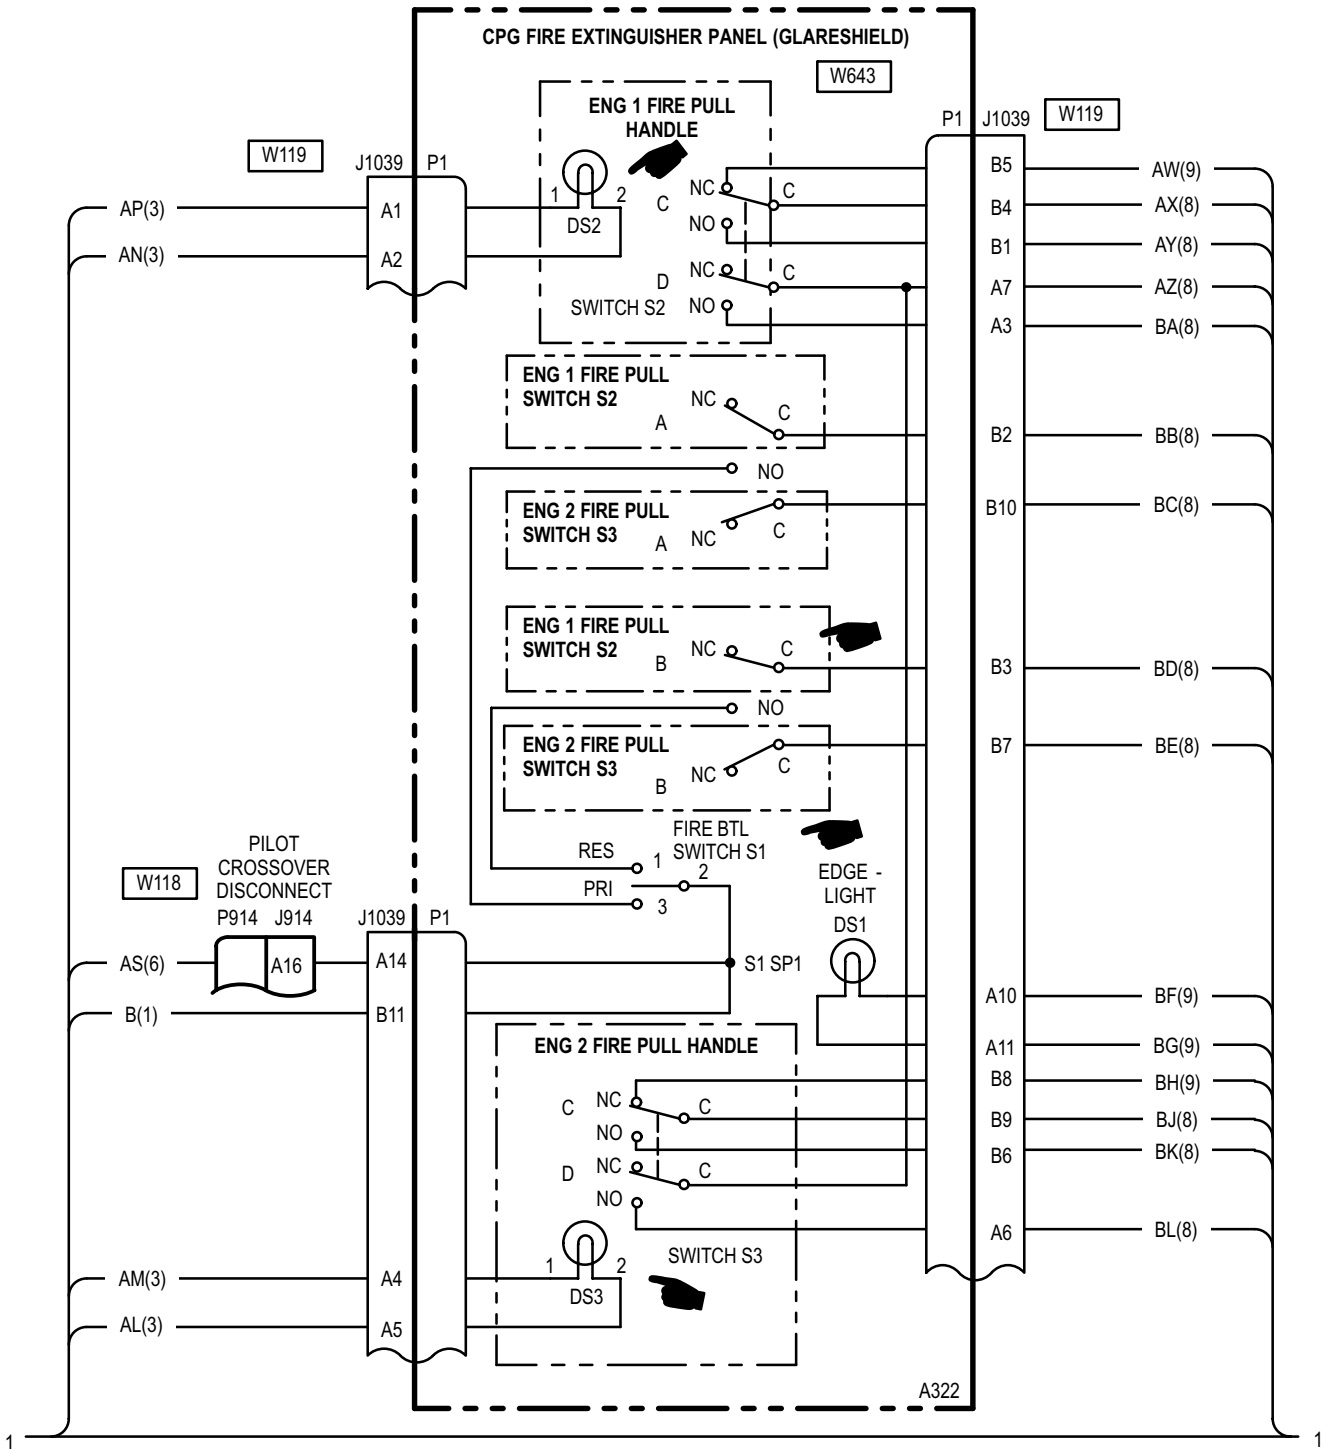 CPG FIRE EXTINGUISHER PANEL (GLARESHIELD)
W643
ENG 1 FIRE PULL
HANDLE
W119
J1039 P1
P1 J1039
W119
AP(3)
A1
1 2
DS2
AN(3)
A2
C
NC
C
NO
D
NC
C
NO
SWITCH S2
B5
AW(9)
B4
AX(8)
B1
AY(8)
A7
AZ(8)
A3
BA(8)
ENG 1 FIRE PULL
SWITCH S2
A
NC
C
B2
BB(8)
NO
ENG 2 FIRE PULL
SWITCH S3
A
NC
C
B10
BC(8)
ENG 1 FIRE PULL
SWITCH S2
B
NC
C
B3
BD(8)
NO
ENG 2 FIRE PULL
SWITCH S3
B
NC
C
B7
BE(8)
FIRE BTL
SWITCH S1
RES
1
2
PRI
3
EDGE -
LIGHT
DS1
PILOT
CROSSOVER
DISCONNECT
W118
P914 J914
J1039 P1
AS(6)
A16
A14
S1 SP1
B(1)
B11
A10
BF(9)
A11
BG(9)
ENG 2 FIRE PULL HANDLE
B8
BH(9)
C
NC
C
NO
B9
BJ(8)
B6
BK(8)
D
NC
C
NO
A6
BL(8)
SWITCH S3
1 2
DS3
AM(3)
A4
AL(3)
A5
A322
1
1